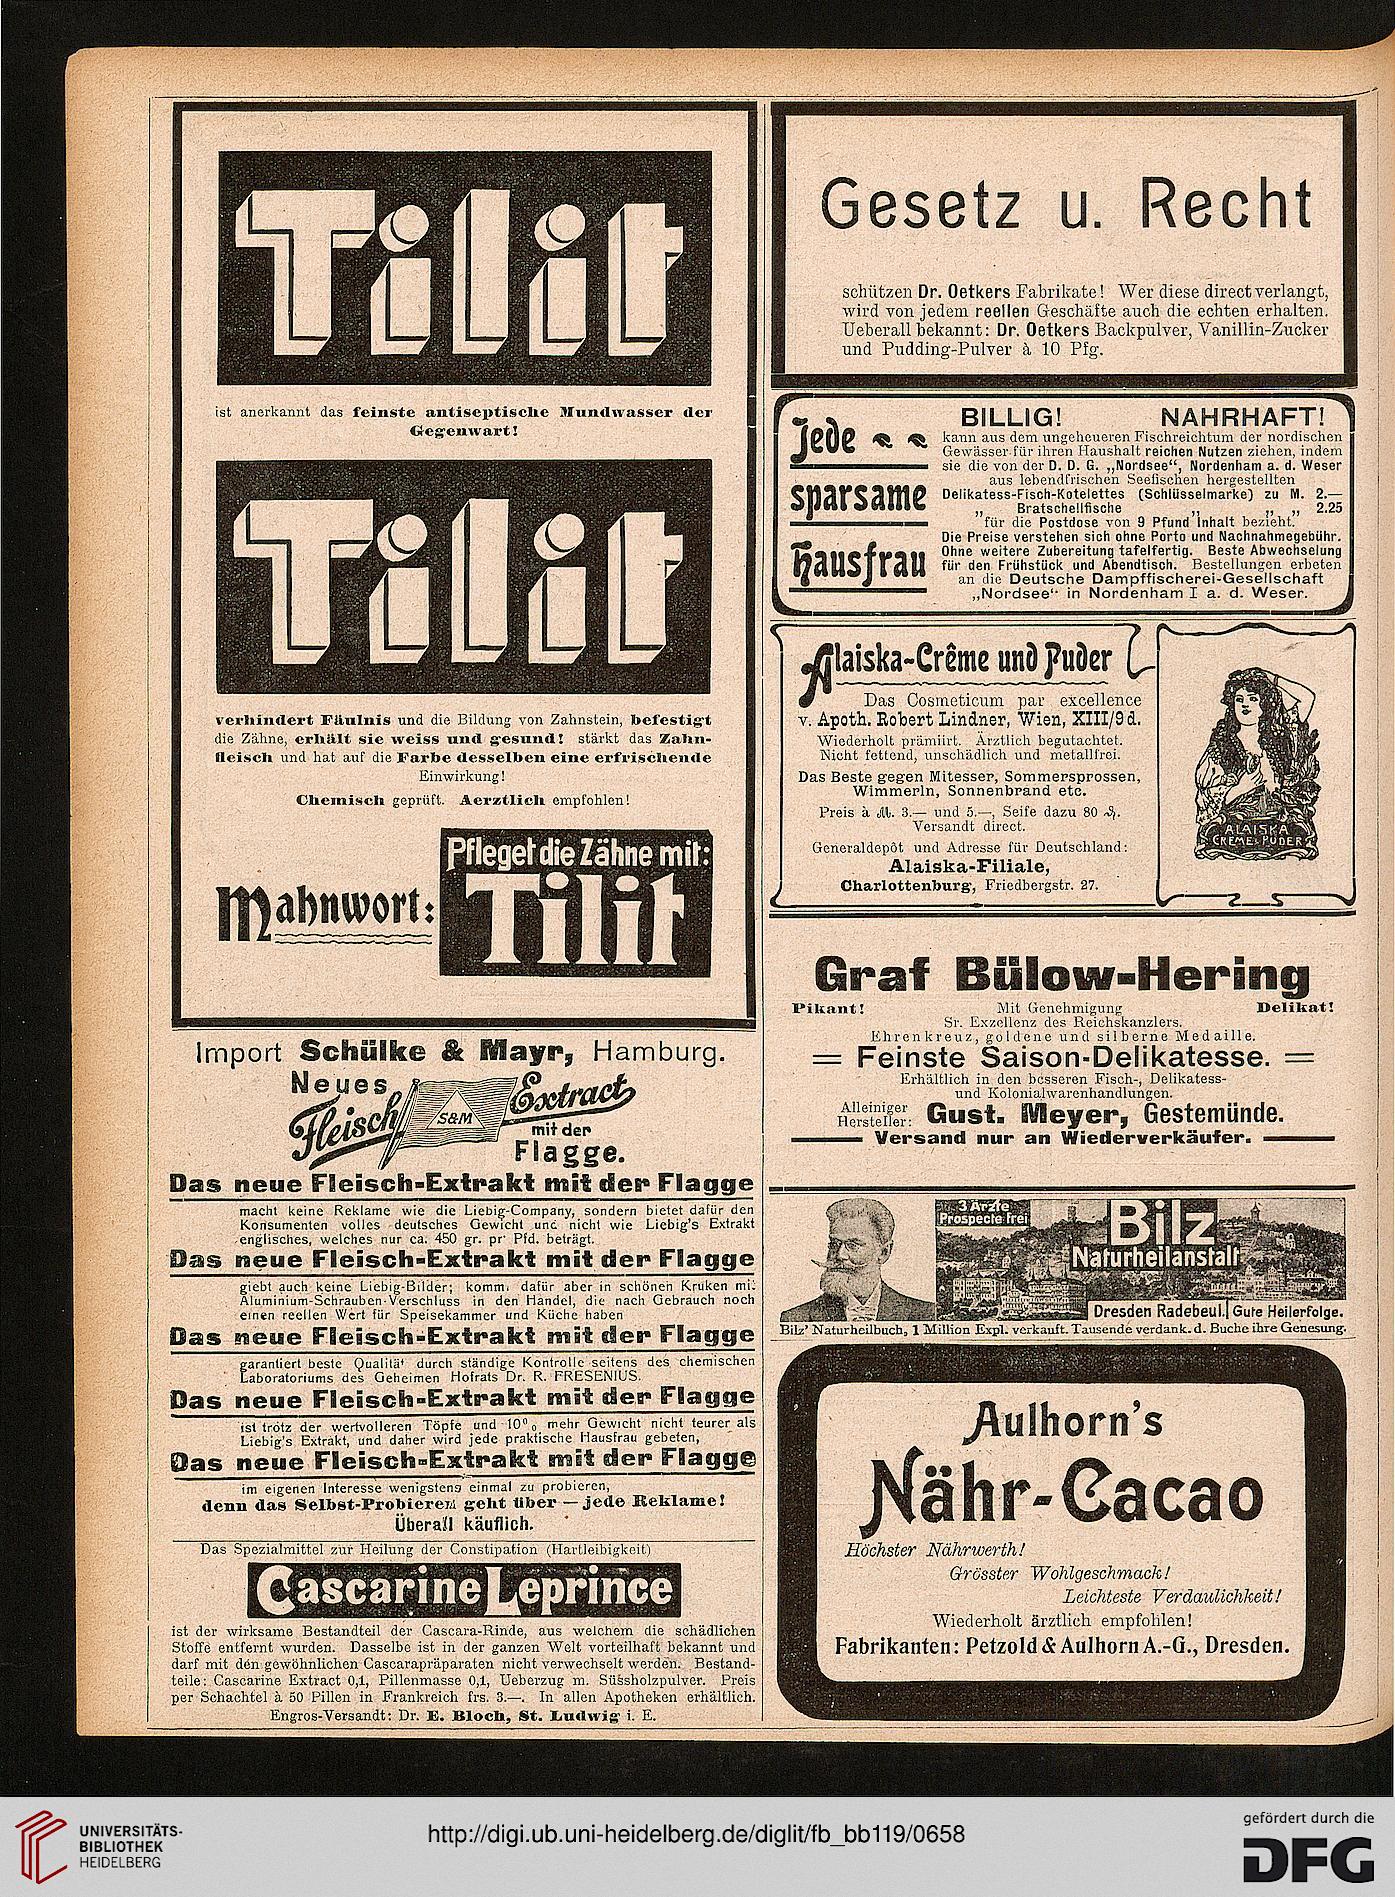 Tilit
ist anerkannt das feinste antiseptische Mundwasser der
Gegenwart!
Tilit
verhindert Fäulnis und die Bildung von Zahnstein, befestigt
die Zähne, erhält sie weiss und gesund! stärkt das Zahn-
fleisch und hat auf die Farbe desselben eine erfrischende
Einwirkung!
Chemisch geprüft. Aerztlich empfohlen!
Mahnwort:
Pfleget die Zähne mit:
Tilit
Import Schülke & Mayr, Hamburg.
Neues
Fleisch
S&M
Extract
mit der
Flagge.
Das neue Fleisch-Extrakt mit der Flagge
macht keine Reklame wie die Liebig-Company, sondern bietet dafür den
Konsumenten volles deutsches Gewicht und nicht wie Liebig's Extrakt
englisches, welches nur ca. 450 gr. pr Pfd. beträgt.
Das neue Fleisch-Extrakt mit der Flagge
giebt auch keine Liebig-Bilder; kommt dafür aber in schönen Kruken mit
Aluminium-Schrauben-Verschluss in den Handel, die nach Gebrauch noch
einen reellen Wert für Speisekammer und Küche haben
Das neue Fleisch-Extrakt mit der Flagge
garantiert beste Qualität durch ständige Kontrolle seitens des chemischen
Laboratoriums des Geheimen Hofrats Dr. R. FRESENIUS.
Das neue Fleisch-Extrakt mit der Flagge
ist trotz der wertvolleren Töpfe und 10% mehr Gewicht nicht teurer als
Liebig's Extrakt, und daher wird jede praktische Hausfrau gebeten,
Das neue Fleisch-Extrakt mit der Flagge
im eigenen Interesse wenigstens einmal zu probieren,
denn das Selbst-Probieren geht über — jede Reklame!
Überall käuflich.
Das Spezialmittel zur Heilung der Constipation (Hartleibigkeit)
Cascarine Leprince
ist der wirksame Bestandteil der Cascara-Rinde, aus welchem die schädlichen
Stoffe entfernt wurden. Dasselbe ist in der ganzen Welt vorteilhaft bekannt und
darf mit den gewöhnlichen Cascarapräparaten nicht verwechselt werden. Bestand-
teile: Cascarine Extract 0,1, Pillenmasse 0,1, Ueberzug m. Süssholzpulver. Preis
per Schachtel à 50 Pillen in Frankreich frs. 3.—. In allen Apotheken erhältlich.
Engros-Versandt: Dr. E. Bloch, St. Ludwig i. E.
Gesetz u. Recht
schützen Dr. Oetkers Fabrikate! Wer diese direct verlangt,
wird von jedem reellen Geschäfte auch die echten erhalten.
Ueberall bekannt: Dr. Oetkers Backpulver, Vanillin-Zucker
und Pudding-Pulver à 10 Pfg.
Jede
sparsame
Hausfrau
BILLIG! NAHRHAFT!
kann aus dem ungeheueren Fischreichtum der nordischen
Gewässer für ihren Haushalt reichen Nutzen ziehen, indem
sie die von der D. D. G. „Nordsee“, Nordenham a. d. Weser
aus lebendfrischen Seefischen hergestellten
Delikatess-Fisch-Kotelettes (Schlüsselmarke) zu M. 2.—
„ Bratschellfische „ „ „ 2.25
für die Postdose von 9 Pfund Inhalt bezieht.
Die Preise verstehen sich ohne Porto und Nachnahmegebühr.
Ohne weitere Zubereitung tafelfertig. Beste Abwechselung
für den Frühstück und Abendtisch. Bestellungen erbeten
an die Deutsche Dampffischerei-Gesellschaft
„Nordsee“ in Nordenham I a. d. Weser.
Alaiska-Crême und Puder
Das Cosmeticum par excellence
v. Apoth. Robert Lindner, Wien, XIII/9 d.
Wiederholt prämiirt. Ärztlich begutachtet.
Nicht fettend, unschädlich und metallfrei.
Das Beste gegen Mitesser, Sommersprossen,
Wimmerln, Sonnenbrand etc.
Preis à M. 3.— und 5.—, Seife dazu 80 ₰.
Versandt direct.
Generaldepôt und Adresse für Deutschland:
Alaiska-Filiale,
Charlottenburg, Friedbergstr. 27.
ALAISKA
CREME & PUDER
Graf Bülow-Hering
Pikant! Mit Genehmigung Delikat!
Sr. Exzellenz des Reichskanzlers.
Ehrenkreuz, goldene und silberne Medaille.
= Feinste Saison-Delikatesse. =
Erhältlich in den besseren Fisch-, Delikatess-
und Kolonialwarenhandlungen.
Alleiniger
Hersteller: Gust. Meyer, Gestemünde.
Versand nur an Wiederverkäufer.
3 Ärzte
Prospecte frei
Bilz
Naturheilanstalt
Dresden Radebeul. Gute Heilerfolge.
Bilz' Naturheilbuch, 1 Million Expl. verkauft. Tausende verdank. d. Buche ihre Genesung.
Aulhorn's
Nähr-Cacao
Höchster Nährwerth!
Grösster Wohlgeschmack!
Leichteste Verdaulichkeit!
Wiederholt ärztlich empfohlen!
Fabrikanten: Petzold & Aulhorn A.-G., Dresden.
UNIVERSITÄTS-
BIBLIOTHEK
HEIDELBERG
http://digi.ub.uni-heidelberg.de/diglit/fb_bb119/0658
gefördert durch die
DFG